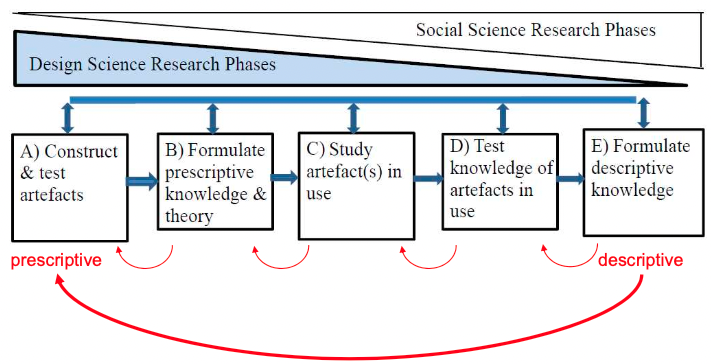 Social Science Research Phases
Design Science Research Phases
A) Construct
& test
artefacts
B) Formulate
prescriptive
knowledge &
theory
C) Study
artefact(s) in
use
D) Test
knowledge of
artefacts in
use
E) Formulate
descriptive
knowledge
prescriptive
descriptive